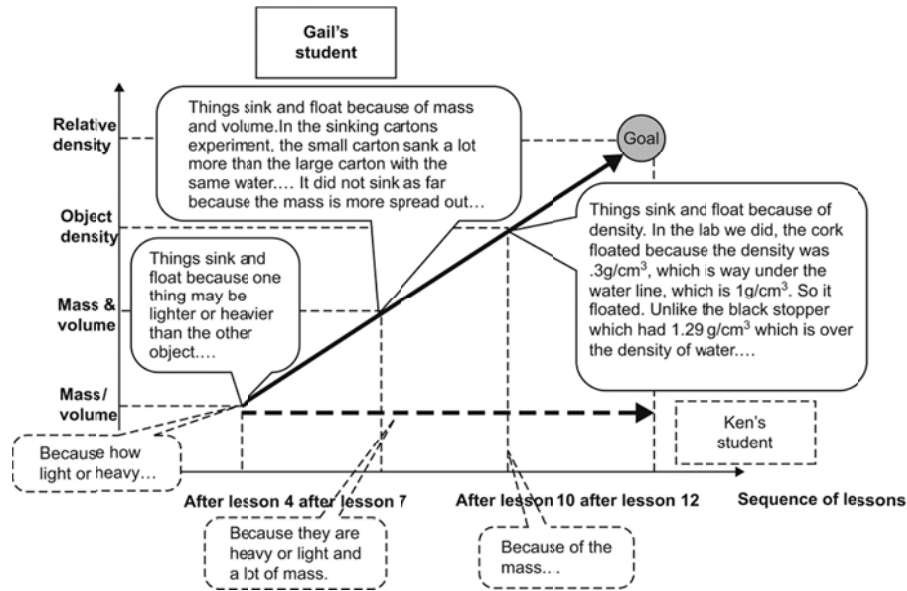 Gail's
student
Things sink and float because of mass
and volume.In the sinking cartons
experiment, the small carton sank a lot
more than the large carton with the
same water.... It did not sink as far
because the mass is more spread out...
Relative
density
Goal
Object
density
Things sink and
float because one
thing may be
lighter or heavier
than the other
object....
Things sink and float because of
density. In the lab we did, the cork
floated because the density was
.3g/cm³, which is way under the
water line, which is 1g/cm³. So it
floated. Unlike the black stopper
which had 1.29 g/cm³ which is over
the density of water....
Mass &
volume
Mass/
volume
Ken's
student
Because how
light or heavy...
After lesson 4 after lesson 7
After lesson 10 after lesson 12
Sequence of lessons
Because they are
heavy or light and
a lot of mass.
Because of the
mass....